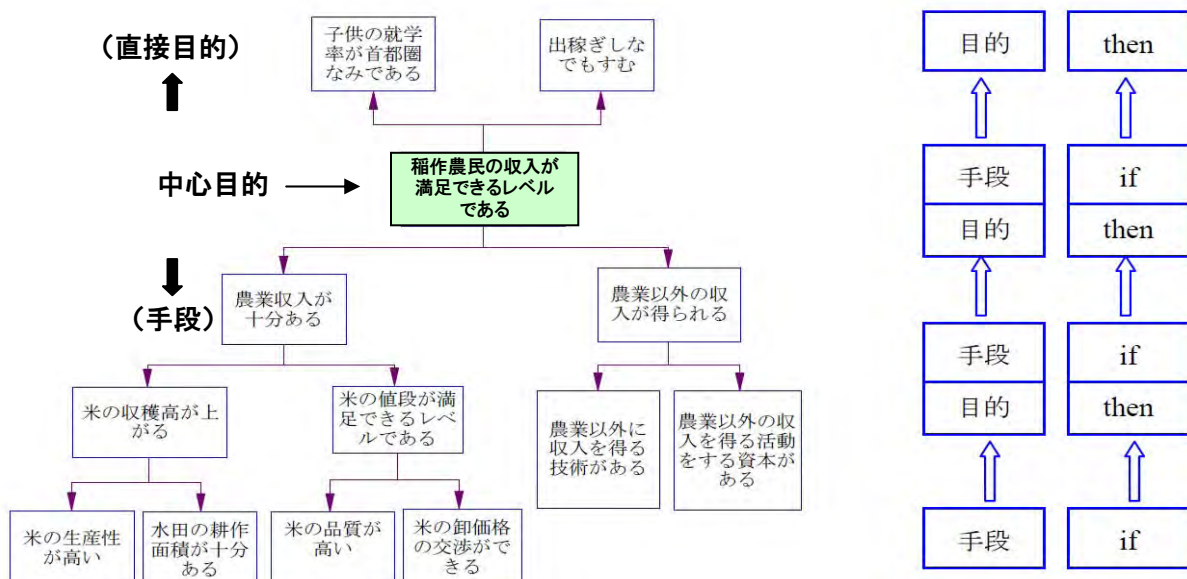 （直接目的）
子供の就学
率が首都圏
なみである
出稼ぎしな
でもすむ
中心目的
稲作農民の収入が
満足できるレベル
である
（手段）
農業収入が
十分ある
農業以外の収
入が得られる
米の収穫高が上
がる
米の値段が満
足できるレベ
ルである
農業以外に
収入を得る
技術がある
農業以外の収
入を得る活動
をする資本が
ある
米の生産性
が高い
水田の耕作
面積が十分
ある
米の品質が
高い
米の卸価格
の交渉がで
きる
目的
then
手段
if
目的
then
手段
if
目的
then
手段
if